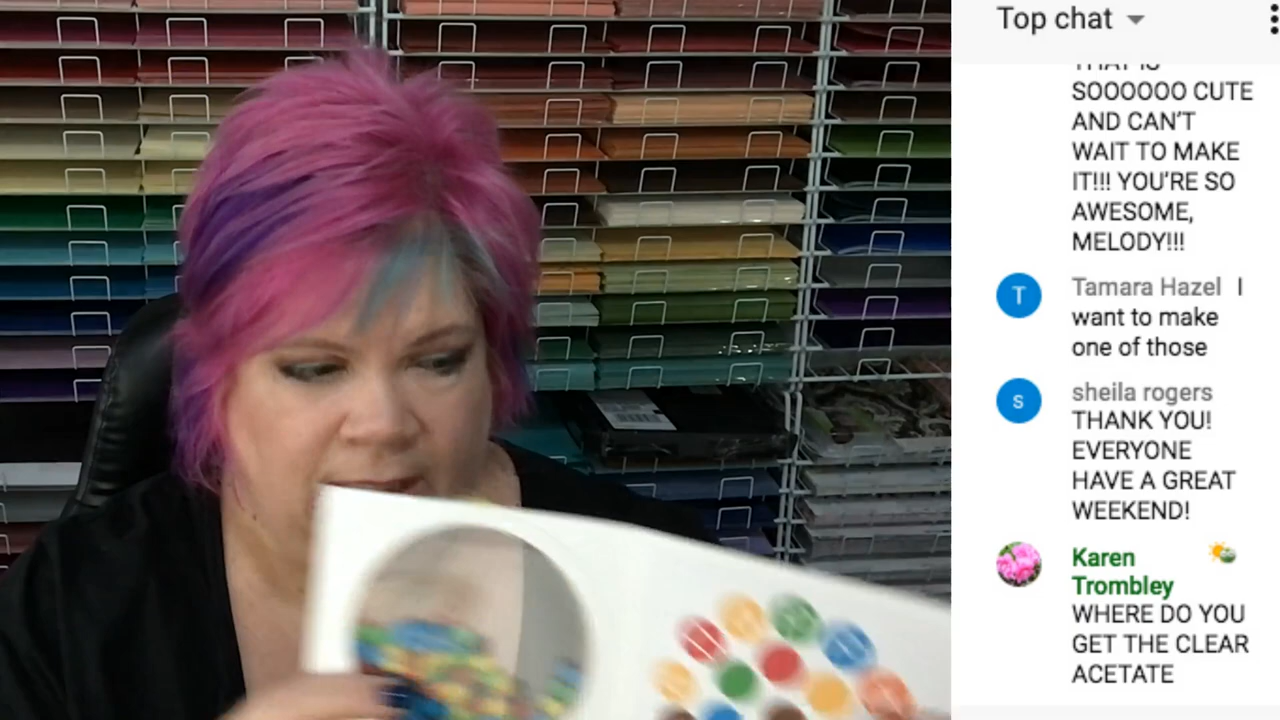 Top chat
THAT IS
SOOOOOO CUTE
AND CAN'T
WAIT TO MAKE
IT!!! YOU'RE SO
AWESOME,
MELODY!!!
T
Tamara Hazel I
want to make
one of those
s
sheila rogers
THANK YOU!
EVERYONE
HAVE A GREAT
WEEKEND!
Karen
Trombley
WHERE DO YOU
GET THE CLEAR
ACETATE